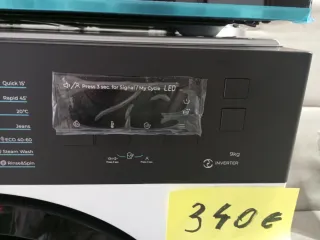 Press 3 sec. for Signal / My Cycle LED
Quick 15'
Rapid 45'
20°C
Jeans
ECO 40-60
Steam Wash
Rinse&Spin
9kg
INVERTER
340€